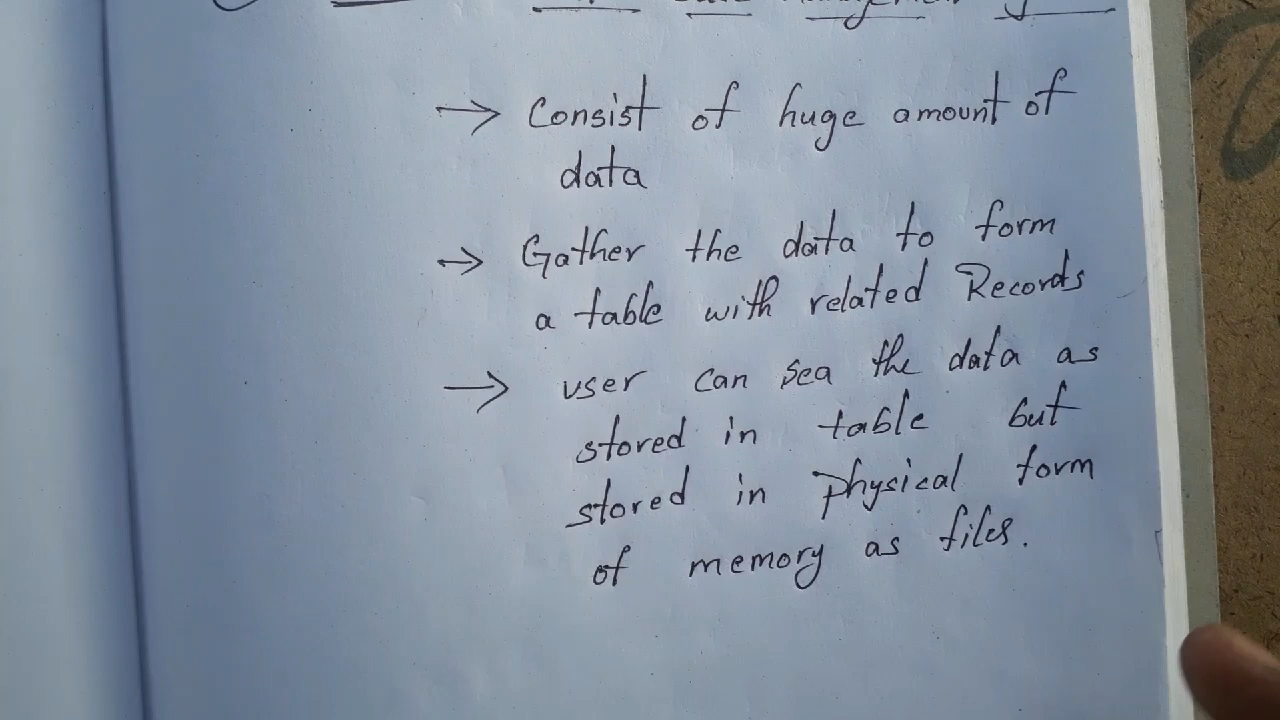 Management
→ Consist of huge amount of
data
→ Gather the data to form
a table with related Records
→ user can sea the data as
stored in table but
stored in physical form
of memory as files.